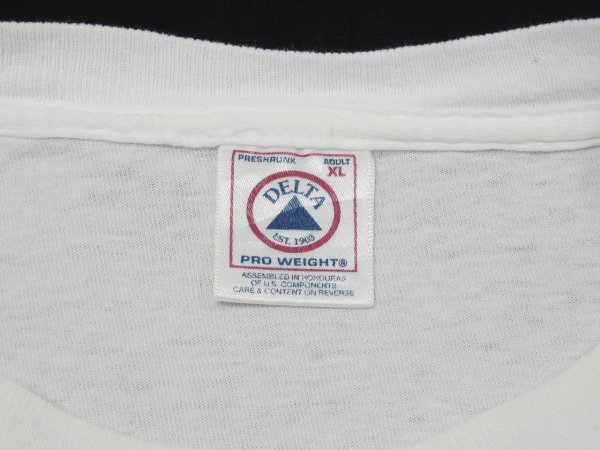 PRESHRUNK ADULT
XL
DELTA
EST. 1903
PRO WEIGHT®
ASSEMBLED IN HONDURAS
OF U.S. COMPONENTS
CARE & CONTENT ON REVERSE